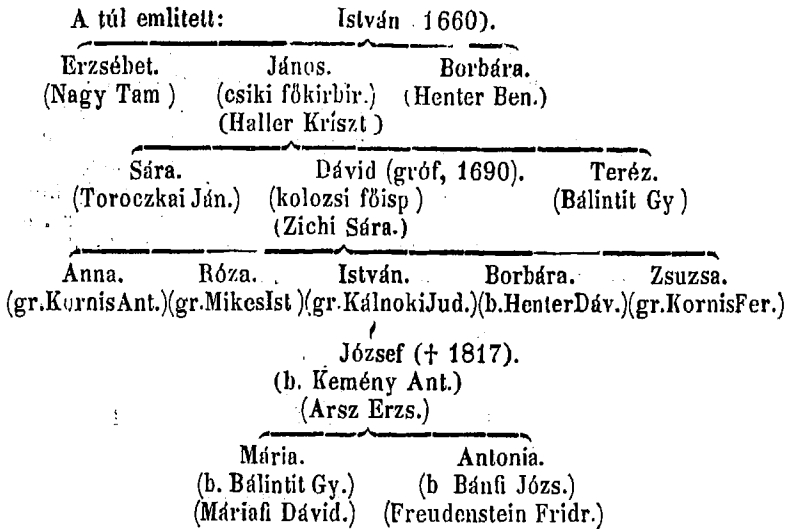 A túl emlitett: István 1660).
Erzsébet. János. Borbára.
(Nagy Tam ) (csiki főkirbir.) (Henter Ben.)
(Haller Kríszt )
Sára. Dávid (gróf, 1690). Teréz.
(Toroczkai Ján.) (kolozsi főisp ) (Bálintit Gy )
(Zichi Sára.)
Anna. Róza. István. Borbára. Zsuzsa.
(gr.KornisAnt.)(gr.MikesIst )(gr.KálnokiJud.)(b.HenterDáv.)(gr.KornisFer.)
József († 1817).
(b. Kemény Ant.)
(Arsz Erzs.)
Mária. Antonia.
(b. Bálintit Gy.) (b Bánfi Józs.)
(Máriafi Dávid.) (Freudenstein Fridr.)